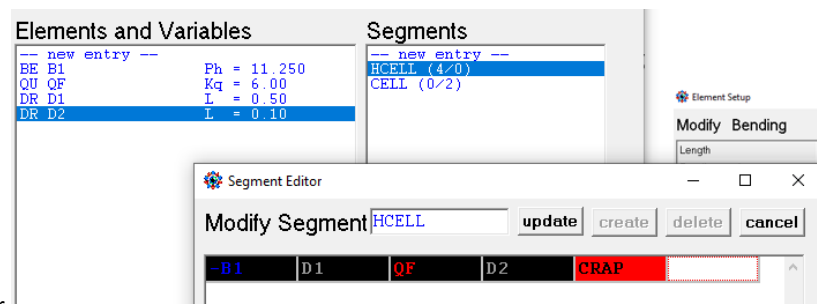 Elements and Variables
-- new entry --
BE B1 Ph = 11.250
QU QF Kq = 6.00
DR D1 L = 0.50
DR D2 L = 0.10
Segments
-- new entry --
HCELL (4/0)
CELL (0/2)
Element Setup
Modify Bending
Length
Segment Editor
Modify Segment HCELL update create delete cancel
-B1 D1 QF D2 CRAP